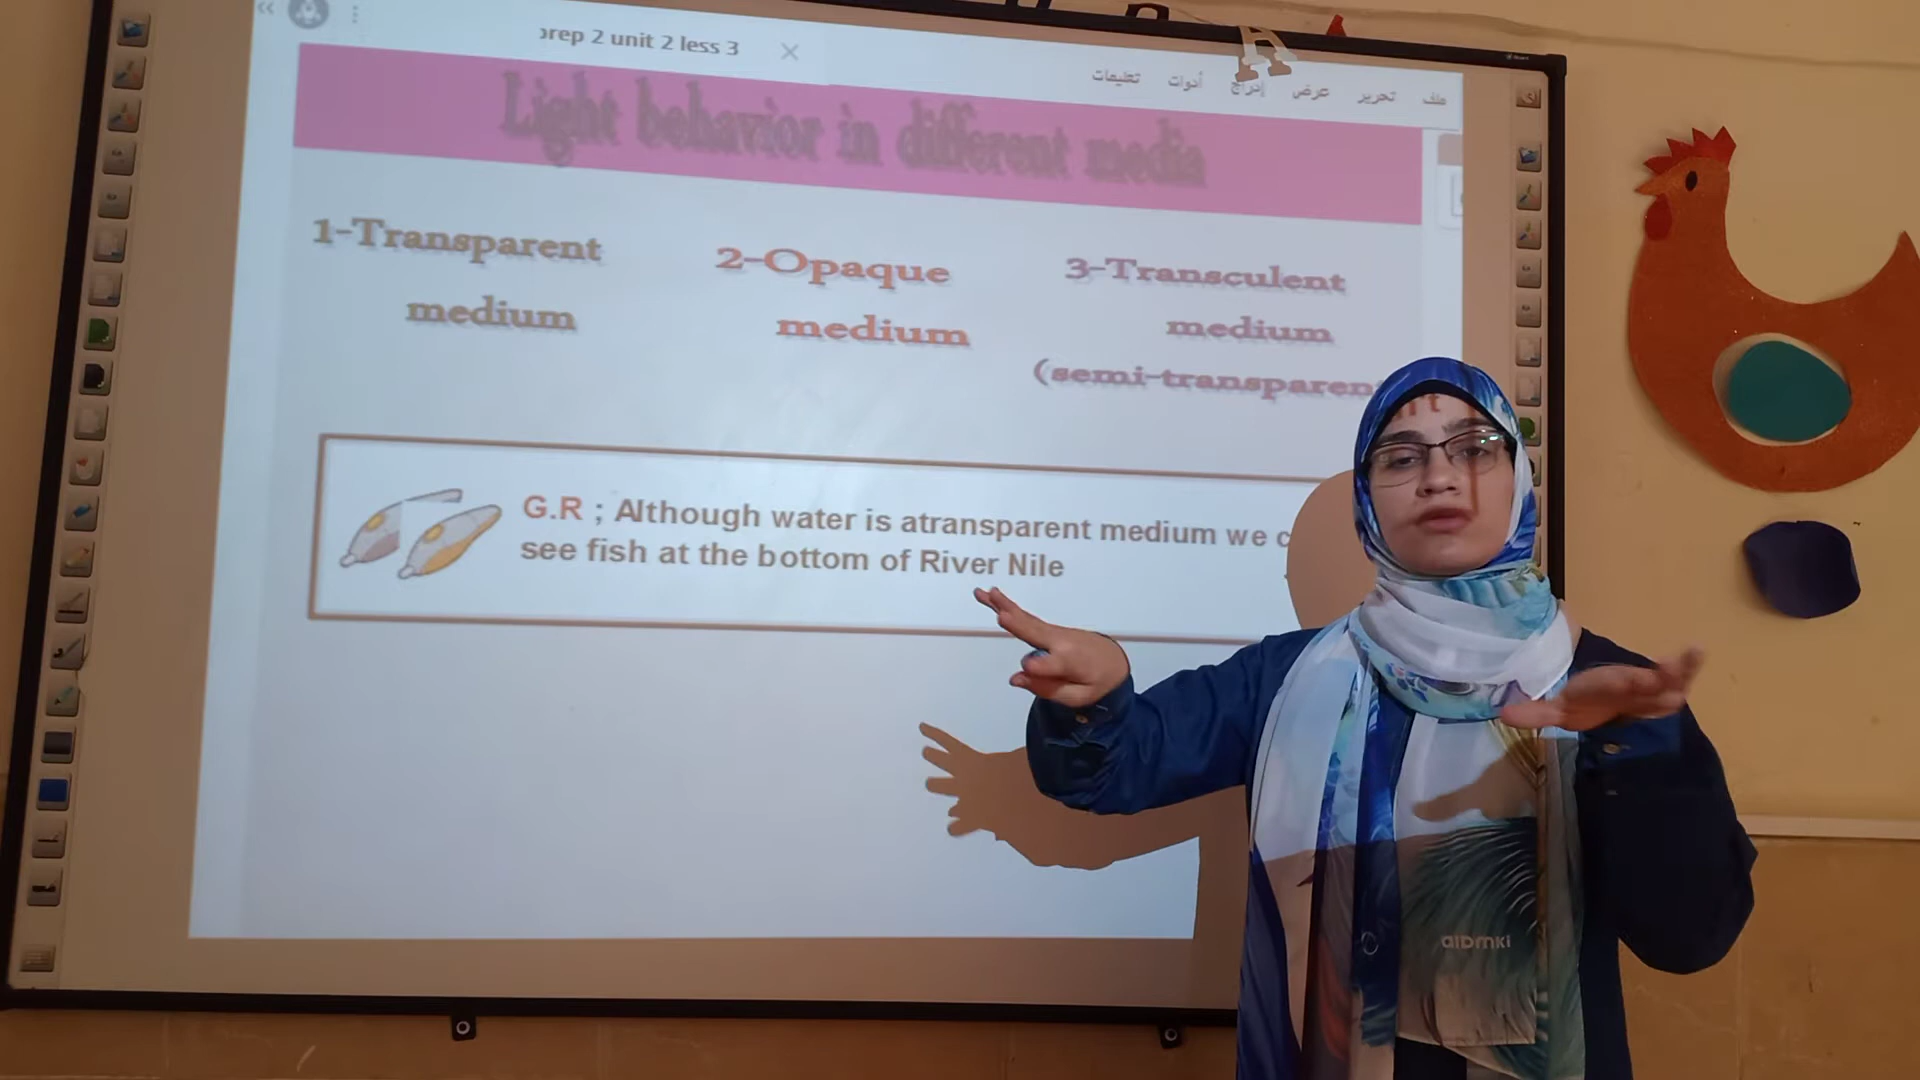 prep 2 unit 2 less 3
ملف تحرير عرض إدراج أدوات تعليمات
Light behavior in different media
1-Transparent
medium
2-Opaque
medium
3-Transculent
medium
(semi-transparent
G.R ; Although water is atransparent medium we
see fish at the bottom of River Nile